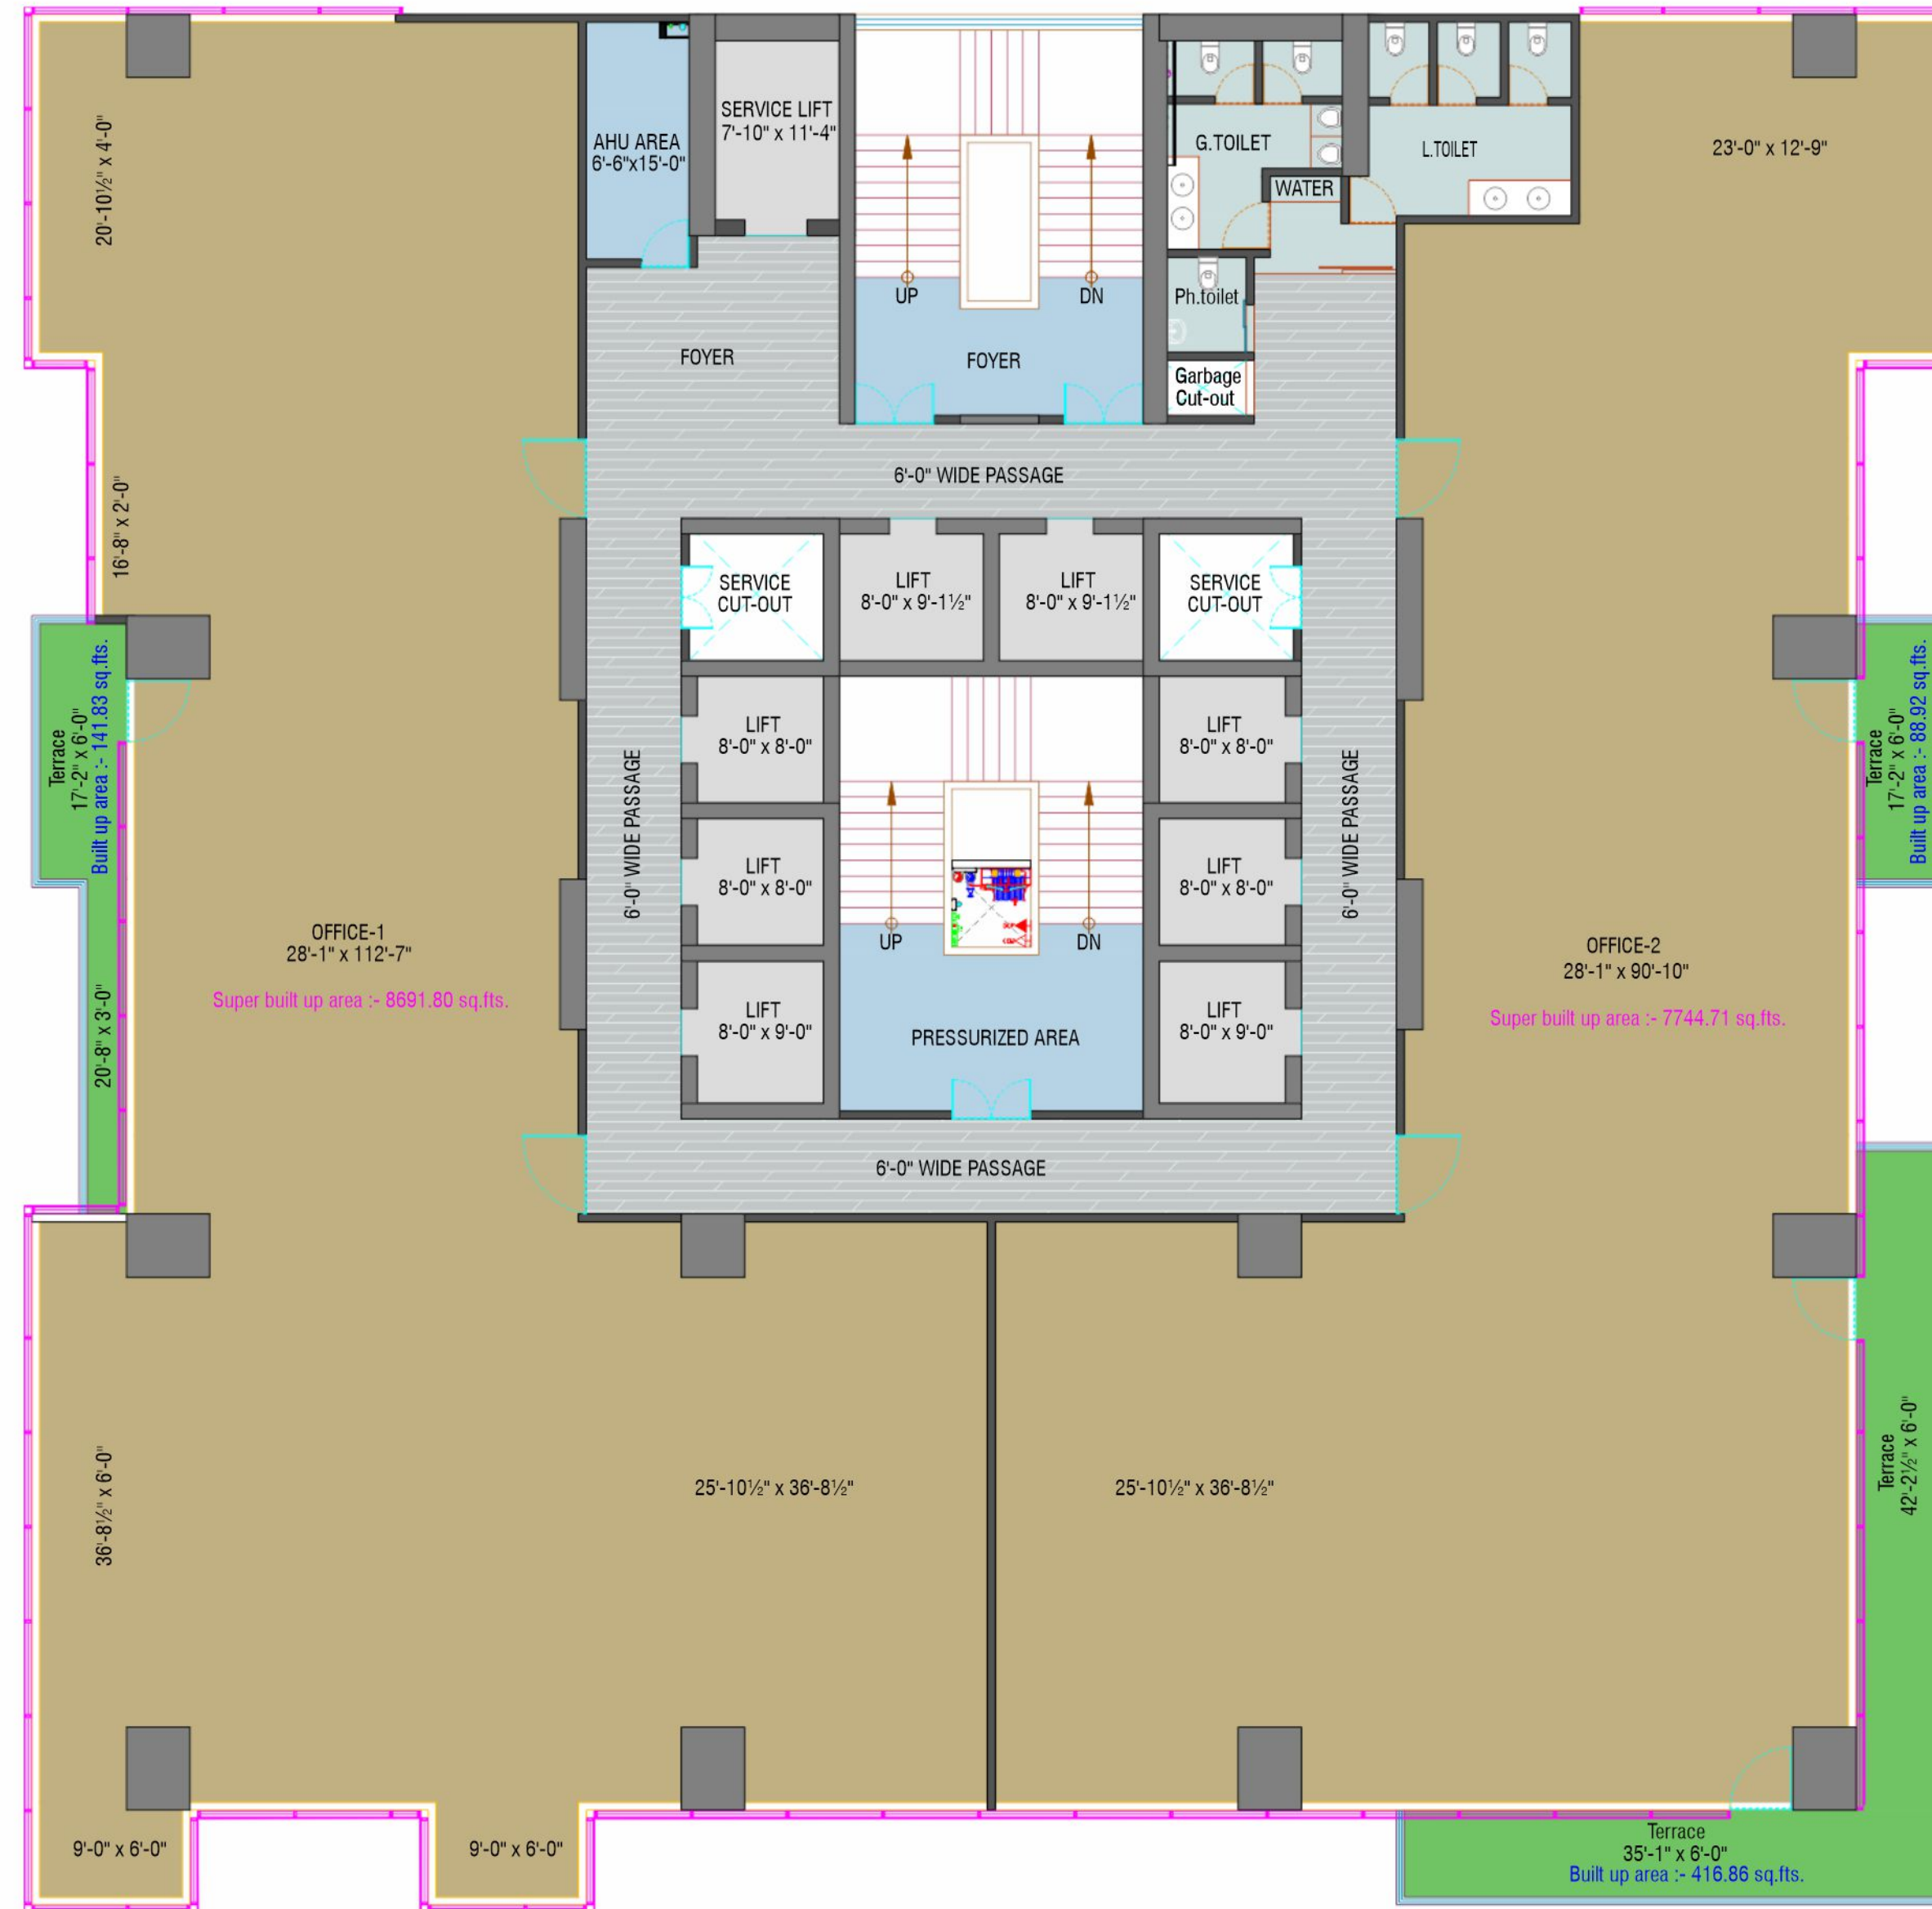 20'-10½" x 4'-0"
AHU AREA
6'-6"x15'-0"
SERVICE LIFT
7'-10" x 11'-4"
G.TOILET
L.TOILET
WATER
23'-0" x 12'-9"
UP
DN
Ph.toilet
FOYER
FOYER
Garbage
Cut-out
16'-8" x 2'-0"
6'-0" WIDE PASSAGE
SERVICE
CUT-OUT
LIFT
8'-0" x 9'-1½"
LIFT
8'-0" x 9'-1½"
SERVICE
CUT-OUT
Terrace
17'-2" x 6'-0"
Built up area :- 141.83 sq.fts.
LIFT
8'-0" x 8'-0"
LIFT
8'-0" x 8'-0"
Terrace
17'-2" x 6'-0"
Built up area :- 88.92 sq.fts.
6'-0" WIDE PASSAGE
LIFT
8'-0" x 8'-0"
LIFT
8'-0" x 8'-0"
6'-0" WIDE PASSAGE
UP
DN
OFFICE-1
28'-1" x 112'-7"
Super built up area :- 8691.80 sq.fts.
OFFICE-2
28'-1" x 90'-10"
Super built up area :- 7744.71 sq.fts.
20'-8" x 3'-0"
LIFT
8'-0" x 9'-0"
PRESSURIZED AREA
LIFT
8'-0" x 9'-0"
6'-0" WIDE PASSAGE
36'-8½" x 6'-0"
25'-10½" x 36'-8½"
25'-10½" x 36'-8½"
Terrace
42'-2½" x 6'-0"
9'-0" x 6'-0"
9'-0" x 6'-0"
Terrace
35'-1" x 6'-0"
Built up area :- 416.86 sq.fts.